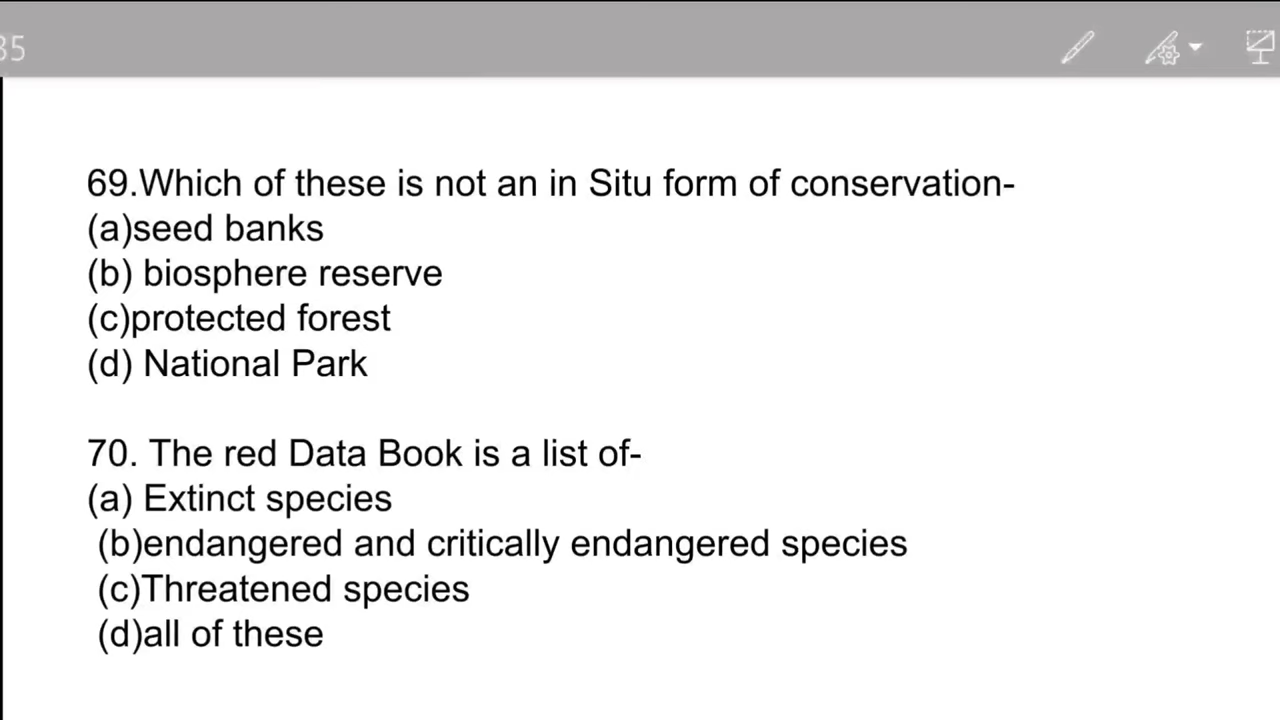 35
69.Which of these is not an in Situ form of conservation-
(a)seed banks
(b) biosphere reserve
(c)protected forest
(d) National Park
70. The red Data Book is a list of-
(a) Extinct species
(b)endangered and critically endangered species
(c)Threatened species
(d)all of these